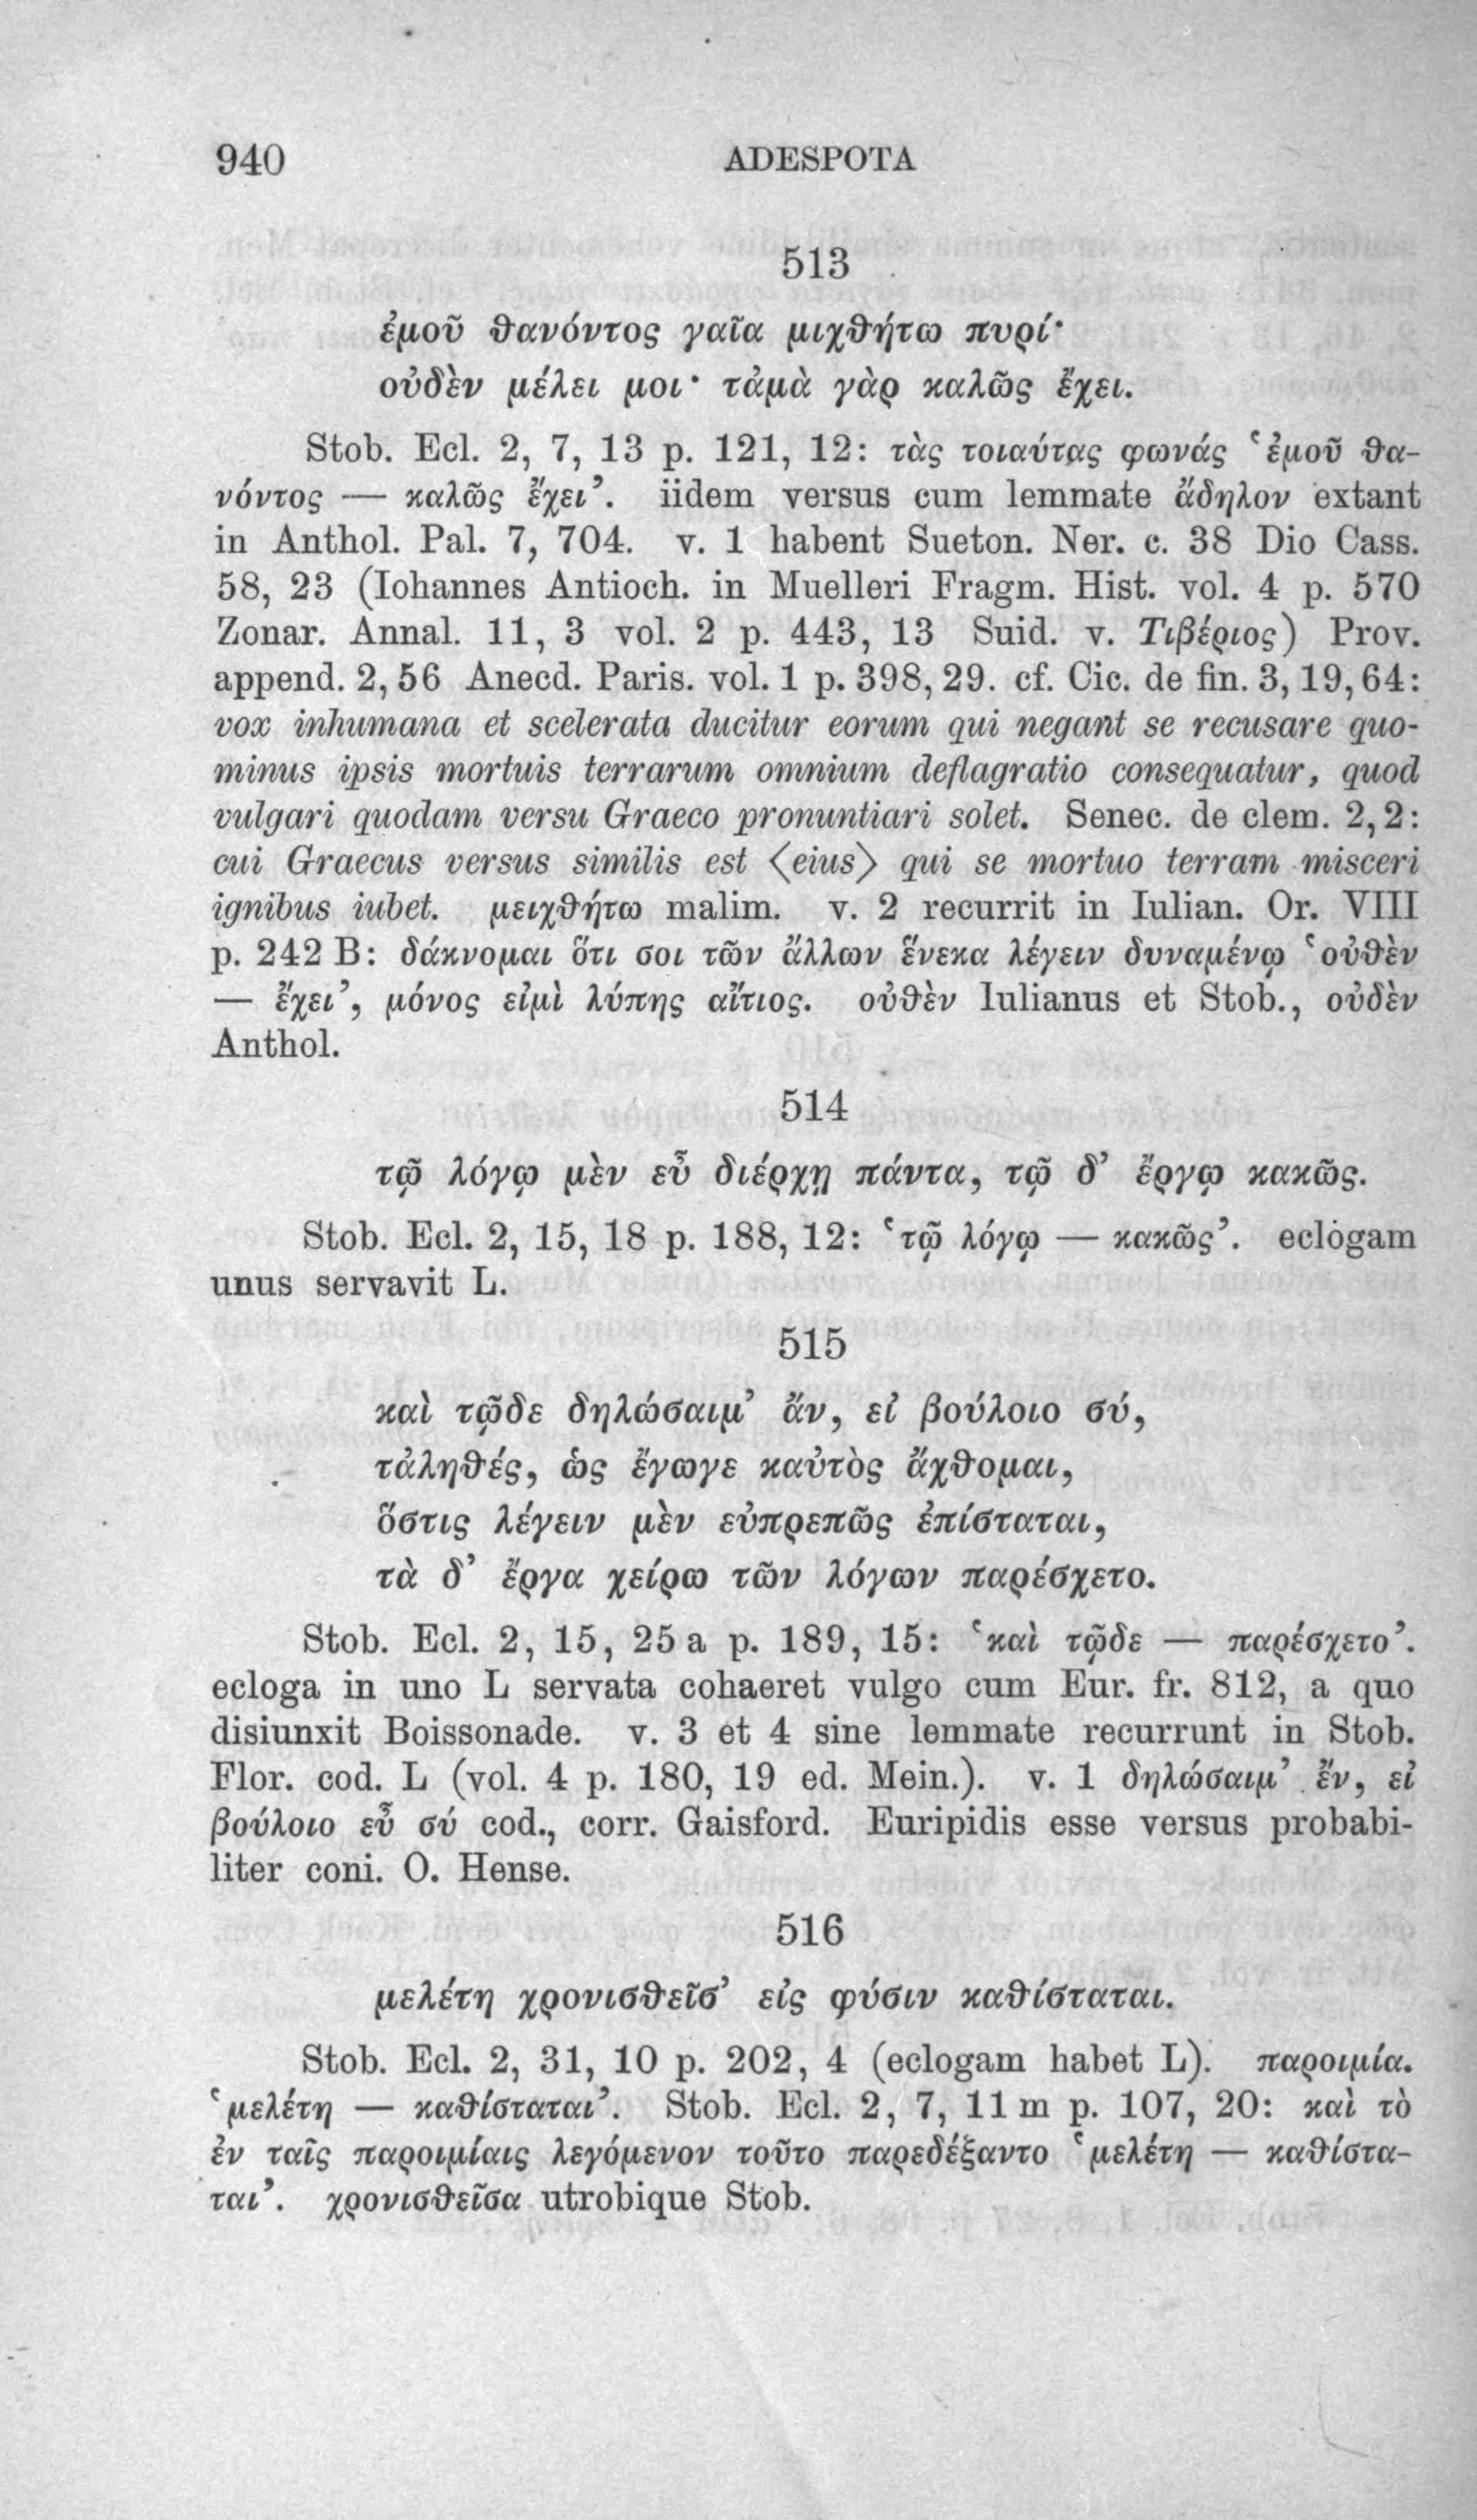 940 ADESPOTA
513
ἐμοῦ θανόντος γαῖα μιχθήτω πυρί·
οὐδὲν μέλει μοι· τἀμὰ γὰρ καλῶς ἔχει.
Stob. Ecl. 2, 7, 13 p. 121, 12: τὰς τοιαύτας φωνάς ‘ἐμοῦ θα-
νόντος — καλῶς ἔχει’. iidem versus cum lemmate ἄδηλον extant
in Anthol. Pal. 7, 704. v. 1 habent Sueton. Ner. c. 38 Dio Cass.
58, 23 (Iohannes Antioch. in Muelleri Fragm. Hist. vol. 4 p. 570
Zonar. Annal. 11, 3 vol. 2 p. 443, 13 Suid. v. Τιβέριος) Prov.
append. 2, 56 Anecd. Paris. vol. 1 p. 398, 29. cf. Cic. de fin. 3, 19, 64:
vox inhumana et scelerata ducitur eorum qui negant se recusare quo-
minus ipsis mortuis terrarum omnium deflagratio consequatur, quod
vulgari quodam versu Graeco pronuntiari solet. Senec. de clem. 2, 2:
cui Graecus versus similis est ⟨eius⟩ qui se mortuo terram misceri
ignibus iubet. μειχθήτω malim. v. 2 recurrit in Iulian. Or. VIII
p. 242 B: δάκνομαι ὅτι σοι τῶν ἄλλων ἕνεκα λέγειν δυναμένῳ ‘οὐθὲν
— ἔχει’, μόνος εἰμὶ λύπης αἴτιος. οὐθὲν Iulianus et Stob., οὐδὲν
Anthol.
514
τῷ λόγῳ μὲν εὖ διέρχῃ πάντα, τῷ δ’ ἔργῳ κακῶς.
Stob. Ecl. 2, 15, 18 p. 188, 12: ‘τῷ λόγῳ — κακῶς’. eclogam
unus servavit L.
515
καὶ τῷδε δηλώσαιμ’ ἄν, εἰ βούλοιο σύ,
τἀληθές, ὡς ἔγωγε καὐτὸς ἄχθομαι,
ὅστις λέγειν μὲν εὐπρεπῶς ἐπίσταται,
τὰ δ’ ἔργα χείρω τῶν λόγων παρέσχετο.
Stob. Ecl. 2, 15, 25 a p. 189, 15: ‘καὶ τῷδε — παρέσχετο’.
ecloga in uno L servata cohaeret vulgo cum Eur. fr. 812, a quo
disiunxit Boissonade. v. 3 et 4 sine lemmate recurrunt in Stob.
Flor. cod. L (vol. 4 p. 180, 19 ed. Mein.). v. 1 δηλώσαιμ’ ἔν, εἰ
βούλοιο εὖ σύ cod., corr. Gaisford. Euripidis esse versus probabi-
liter coni. O. Hense.
516
μελέτη χρονισθεῖσ’ εἰς φύσιν καθίσταται.
Stob. Ecl. 2, 31, 10 p. 202, 4 (eclogam habet L). παροιμία.
‘μελέτη — καθίσταται’. Stob. Ecl. 2, 7, 11 m p. 107, 20: καὶ τὸ
ἐν ταῖς παροιμίαις λεγόμενον τοῦτο παρεδέξαντο ‘μελέτη — καθίστα-
ται’. χρονισθεῖσα utrobique Stob.